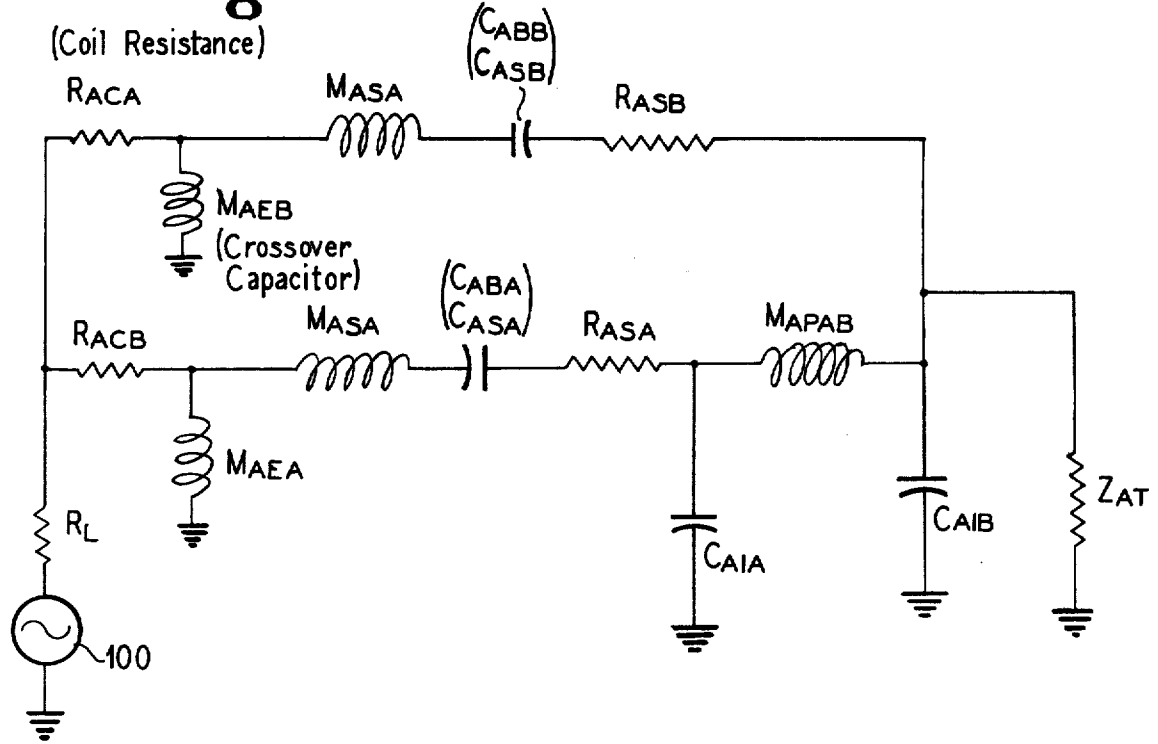 (Coil Resistance)
(CABB)
(CASB)
RACA
MASA
RASB
MAEB
(Crossover
Capacitor)
(CABA)
(CASA)
RACB
MASA
RASA
MAPAB
MAEA
RL
CAIA
CAIB
ZAT
100